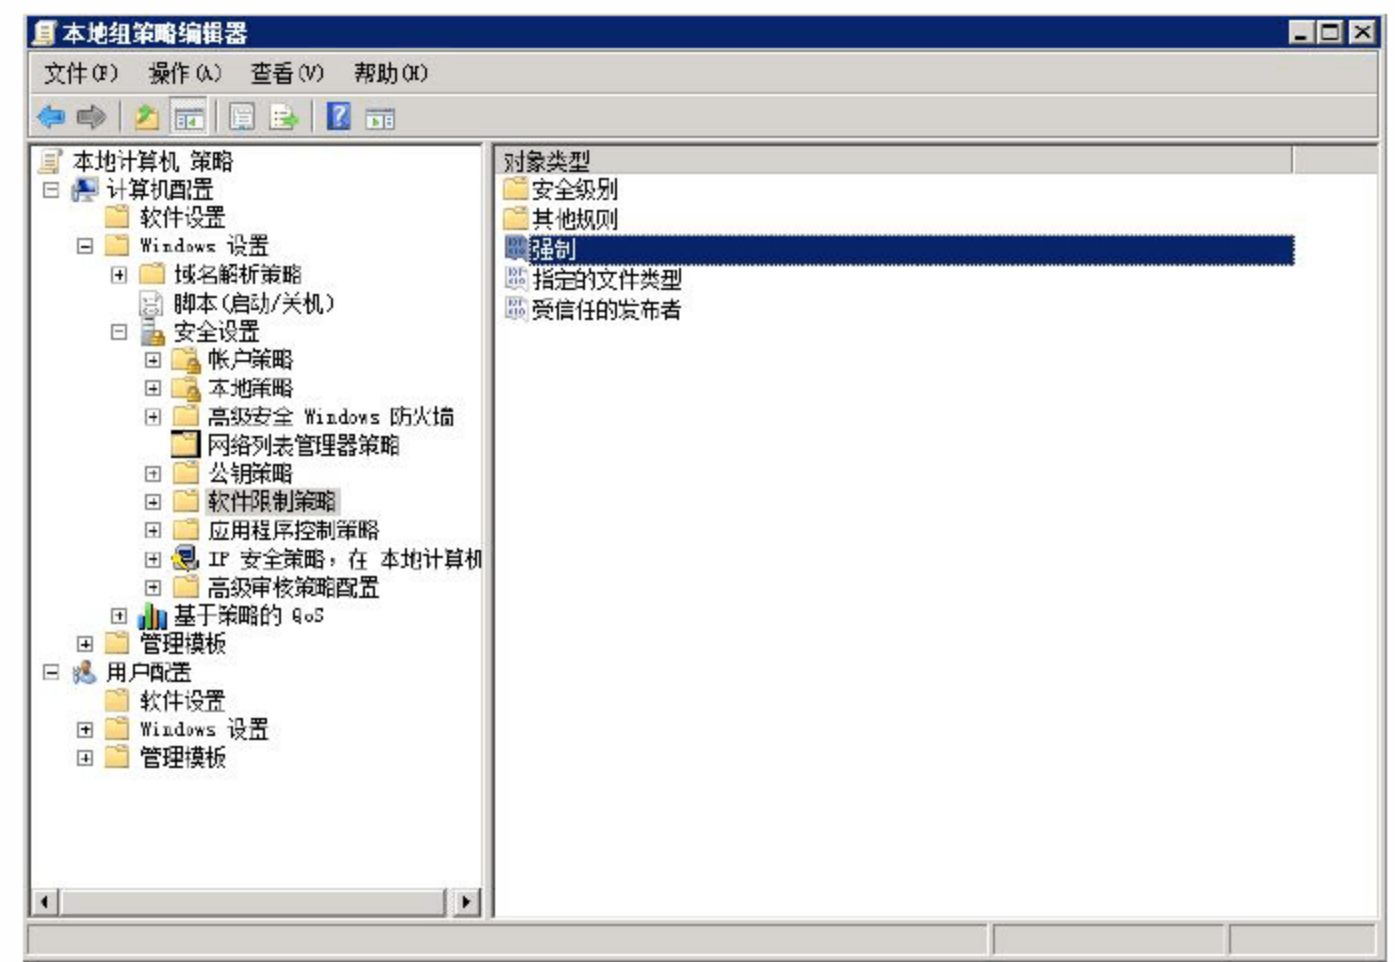 本地组策略编辑器
文件(F) 操作(A) 查看(V) 帮助(H)
本地计算机 策略
计算机配置
软件设置
Windows 设置
域名解析策略
脚本(启动/关机)
安全设置
帐户策略
本地策略
高级安全 Windows 防火墙
网络列表管理器策略
公钥策略
软件限制策略
应用程序控制策略
IP 安全策略，在 本地计算机
高级审核策略配置
基于策略的 QoS
管理模板
用户配置
软件设置
Windows 设置
管理模板
对象类型
安全级别
其他规则
强制
指定的文件类型
受信任的发布者